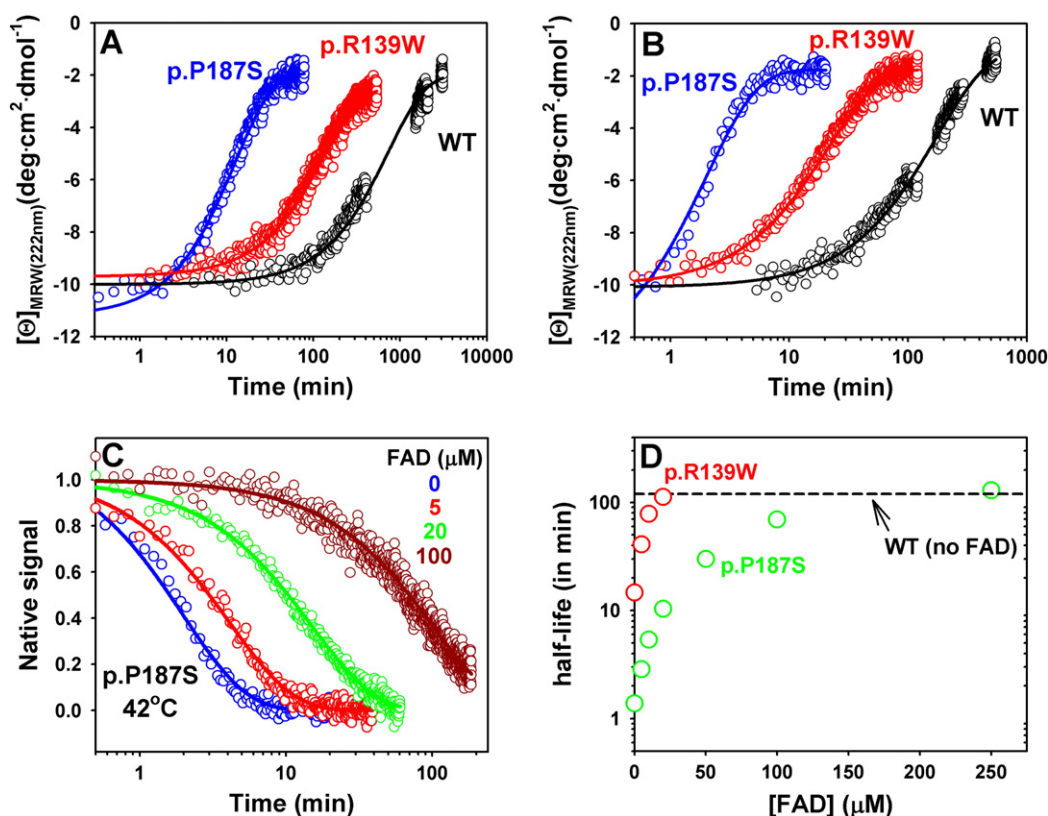 A
p.P187S
p.R139W
WT
[Θ]MRW(222nm)(deg·cm2·dmol-1)
0
-2
-4
-6
-8
-10
-12
1 10 100 1000 10000
Time (min)
B
p.P187S
p.R139W
WT
[Θ]MRW(222nm)(deg·cm2·dmol-1)
0
-2
-4
-6
-8
-10
-12
1 10 100 1000
Time (min)
C
FAD (μM)
0
5
20
100
p.P187S
42oC
Native signal
1.0
0.8
0.6
0.4
0.2
0.0
1 10 100
Time (min)
D
p.R139W
p.P187S
WT (no FAD)
half-life (in min)
100
10
1
0 50 100 150 200 250
[FAD] (μM)